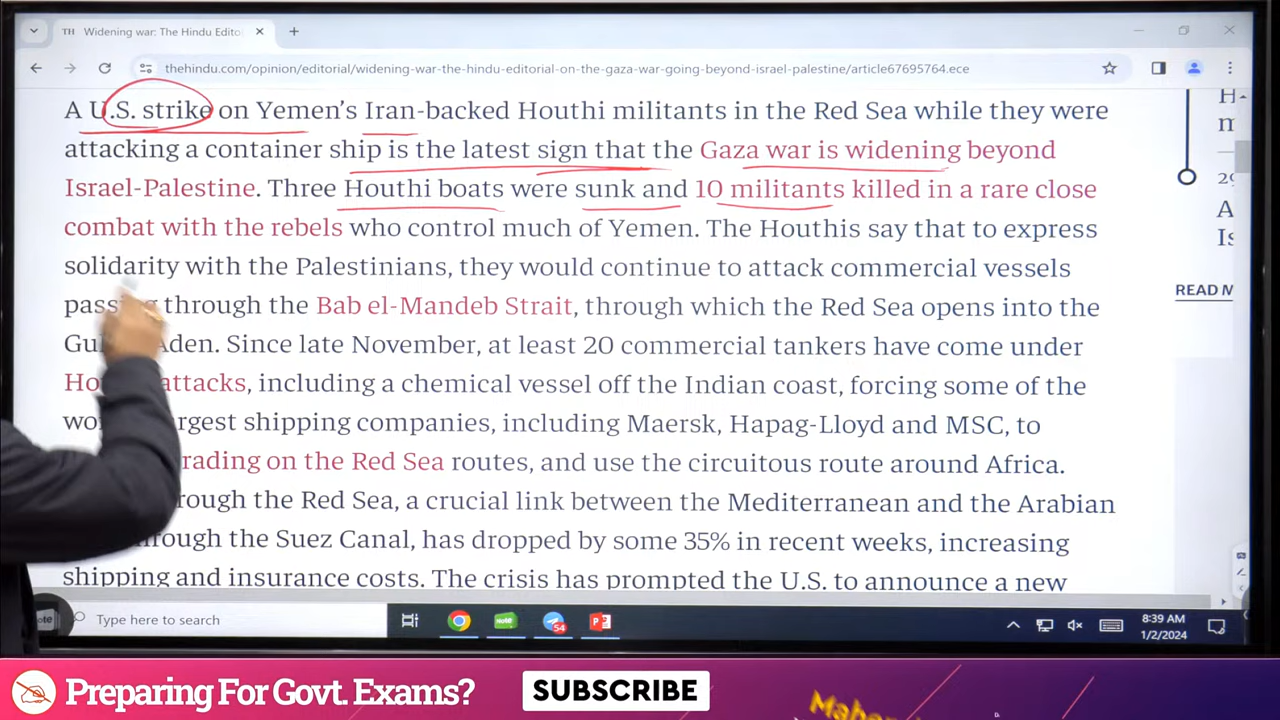 TH Widening war: The Hindu Edito
thehindu.com/opinion/editorial/widening-war-the-hindu-editorial-on-the-gaza-war-going-beyond-israel-palestine/article67695764.ece
A U.S. strike on Yemen's Iran-backed Houthi militants in the Red Sea while they were
attacking a container ship is the latest sign that the Gaza war is widening beyond
Israel-Palestine. Three Houthi boats were sunk and 10 militants killed in a rare close
combat with the rebels who control much of Yemen. The Houthis say that to express
solidarity with the Palestinians, they would continue to attack commercial vessels
passing through the Bab el-Mandeb Strait, through which the Red Sea opens into the
Aden. Since late November, at least 20 commercial tankers have come under
attacks, including a chemical vessel off the Indian coast, forcing some of the
shipping companies, including Maersk, Hapag-Lloyd and MSC, to
on the Red Sea routes, and use the circuitous route around Africa.
the Red Sea, a crucial link between the Mediterranean and the Arabian
the Suez Canal, has dropped by some 35% in recent weeks, increasing
shipping and insurance costs. The crisis has prompted the U.S. to announce a new
H
m
29
A
Is
READ M
Type here to search
Note
54
8:39 AM
1/2/2024
Preparing For Govt. Exams?
SUBSCRIBE